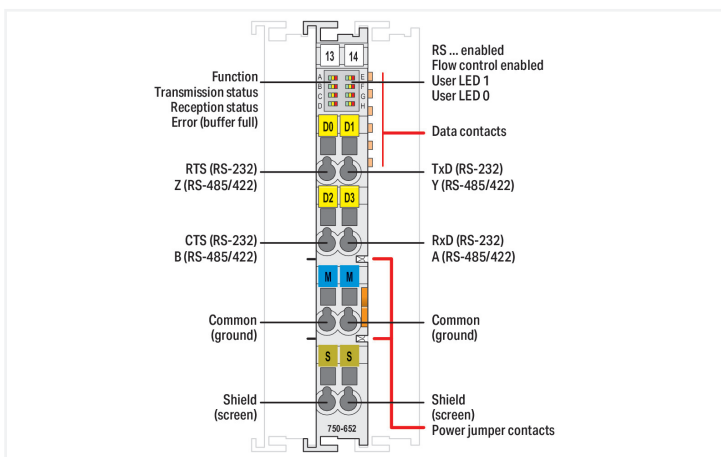 13 14
RS ... enabled
Flow control enabled
User LED 1
User LED 0
Function
Transmission status
Reception status
Error (buffer full)
A
B
C
D
E
F
G
H
D0 D1
Data contacts
RTS (RS-232)
Z (RS-485/422)
TxD (RS-232)
Y (RS-485/422)
D2 D3
CTS (RS-232)
B (RS-485/422)
RxD (RS-232)
A (RS-485/422)
M M
Common
(ground)
Common
(ground)
S S
Shield
(screen)
Shield
(screen)
Power jumper contacts
750-652